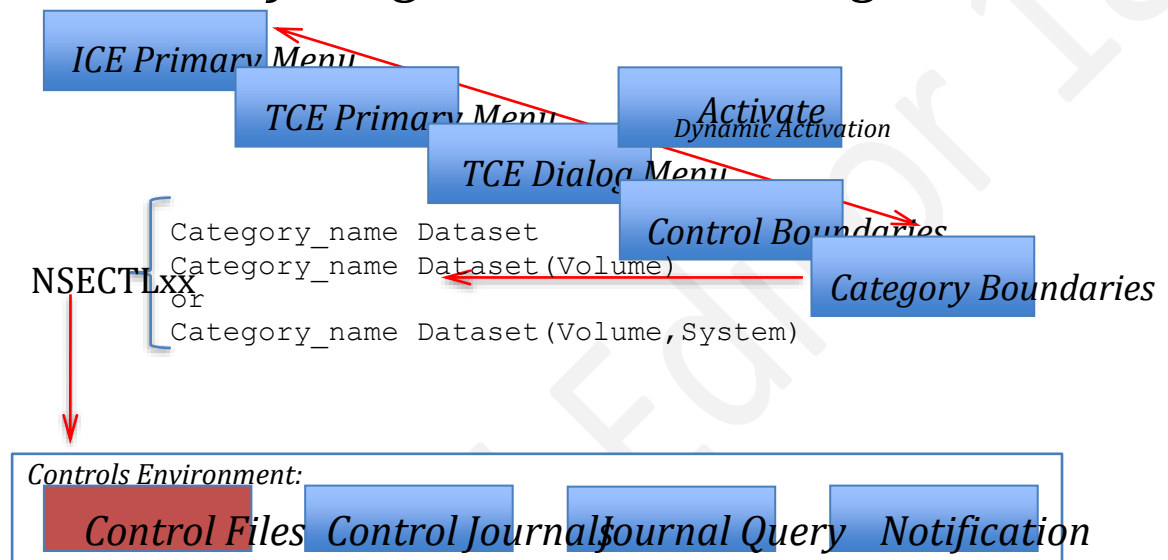 ICE Primary Menu
TCE Primary Menu
Activate
Dynamic Activation
TCE Dialog Menu
Control Boundaries
Category Boundaries
NSECTLxx
Category_name Dataset
Category_name Dataset(Volume)
or
Category_name Dataset(Volume,System)
Controls Environment:
Control Files
Control Journals
Journal Query
Notification